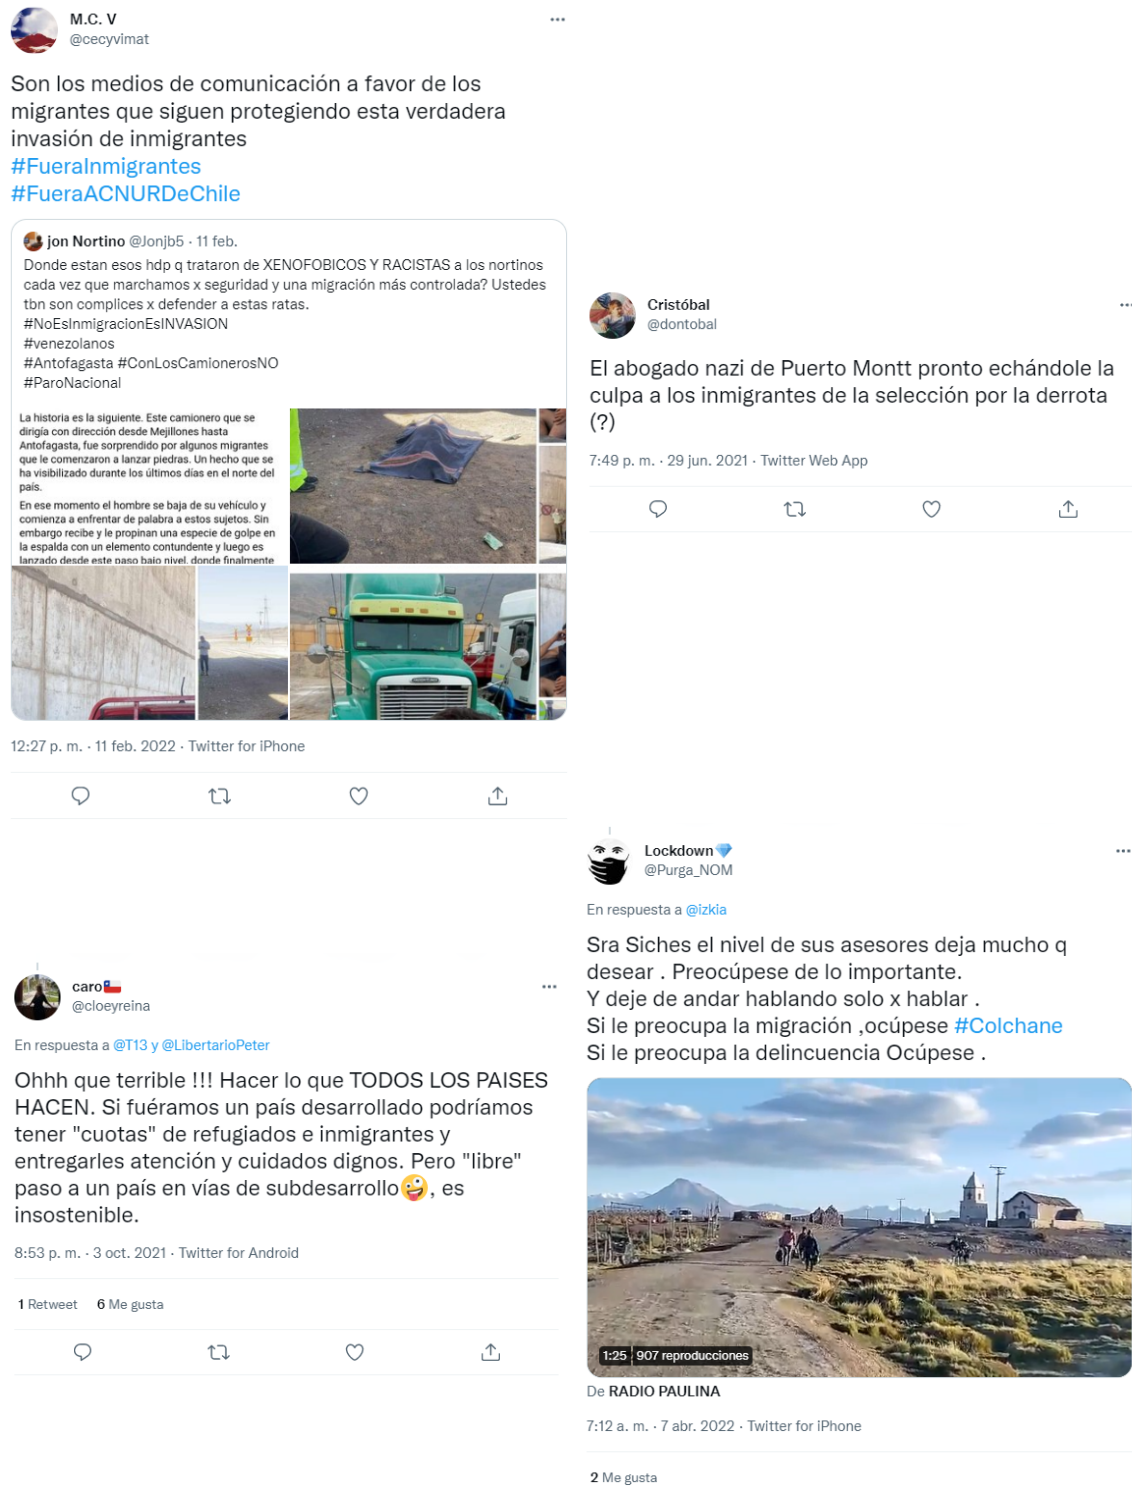 M.C. V
@cecyvimat
Son los medios de comunicación a favor de los
migrantes que siguen protegiendo esta verdadera
invasión de inmigrantes
#FueraInmigrantes
#FueraACNURDeChile
jon Nortino @Jonjb5 · 11 feb.
Donde estan esos hdp q trataron de XENOFOBICOS Y RACISTAS a los nortinos
cada vez que marchamos x seguridad y una migración más controlada? Ustedes
tbn son complices x defender a estas ratas.
#NoEsInmigracionEsINVASION
#venezolanos
#Antofagasta #ConLosCamionerosNO
#ParoNacional
La historia es la siguiente. Este camionero que se
dirigía con dirección desde Mejillones hasta
Antofagasta, fue sorprendido por algunos migrantes
que le comenzaron a lanzar piedras. Un hecho que se
ha visibilizado durante los últimos días en el norte del
país.
En ese momento el hombre se baja de su vehículo y
comienza a enfrentar de palabra a estos sujetos. Sin
embargo recibe y le propinan una especie de golpe en
la espalda con un elemento contundente y luego es
lanzado desde este paso bajo nivel, donde finalmente
12:27 p. m. · 11 feb. 2022 · Twitter for iPhone
Cristóbal
@dontobal
El abogado nazi de Puerto Montt pronto echándole la
culpa a los inmigrantes de la selección por la derrota
(?)
7:49 p. m. · 29 jun. 2021 · Twitter Web App
caro
@cloeyreina
En respuesta a @T13 y @LibertarioPeter
Ohhh que terrible !!! Hacer lo que TODOS LOS PAISES
HACEN. Si fuéramos un país desarrollado podríamos
tener "cuotas" de refugiados e inmigrantes y
entregarles atención y cuidados dignos. Pero "libre"
paso a un país en vías de subdesarrollo🤪, es
insostenible.
8:53 p. m. · 3 oct. 2021 · Twitter for Android
1 Retweet 6 Me gusta
Lockdown💎
@Purga_NOM
En respuesta a @izkia
Sra Siches el nivel de sus asesores deja mucho q
desear . Preocúpese de lo importante.
Y deje de andar hablando solo x hablar .
Si le preocupa la migración ,ocúpese #Colchane
Si le preocupa la delincuencia Ocúpese .
1:25 907 reproducciones
De RADIO PAULINA
7:12 a. m. · 7 abr. 2022 · Twitter for iPhone
2 Me gusta